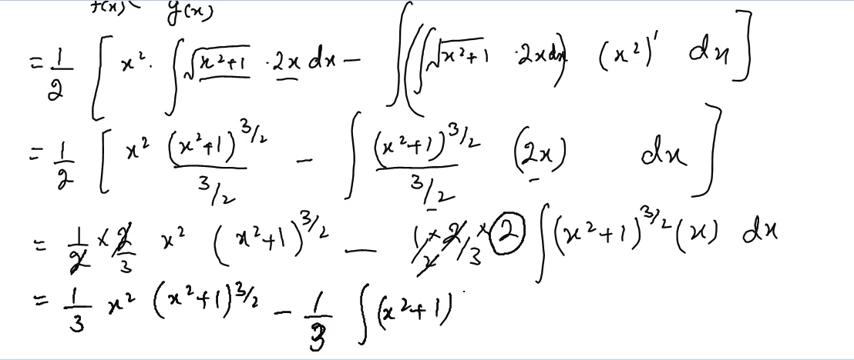 f(x) g(x)
= 1/2 [ x² · ∫ √(x²+1) · 2x dx − ∫ ( ∫ √(x²+1) · 2x dx ) (x²)' dx ]
= 1/2 [ x² (x²+1)^(3/2) / (3/2) − ∫ (x²+1)^(3/2) / (3/2) (2x) dx ]
= 1/2 × 2/3 x² (x²+1)^(3/2) − 1/2 × 2/3 × 2 ∫ (x²+1)^(3/2) (x) dx
= 1/3 x² (x²+1)^(3/2) − 1/3 ∫ (x²+1)